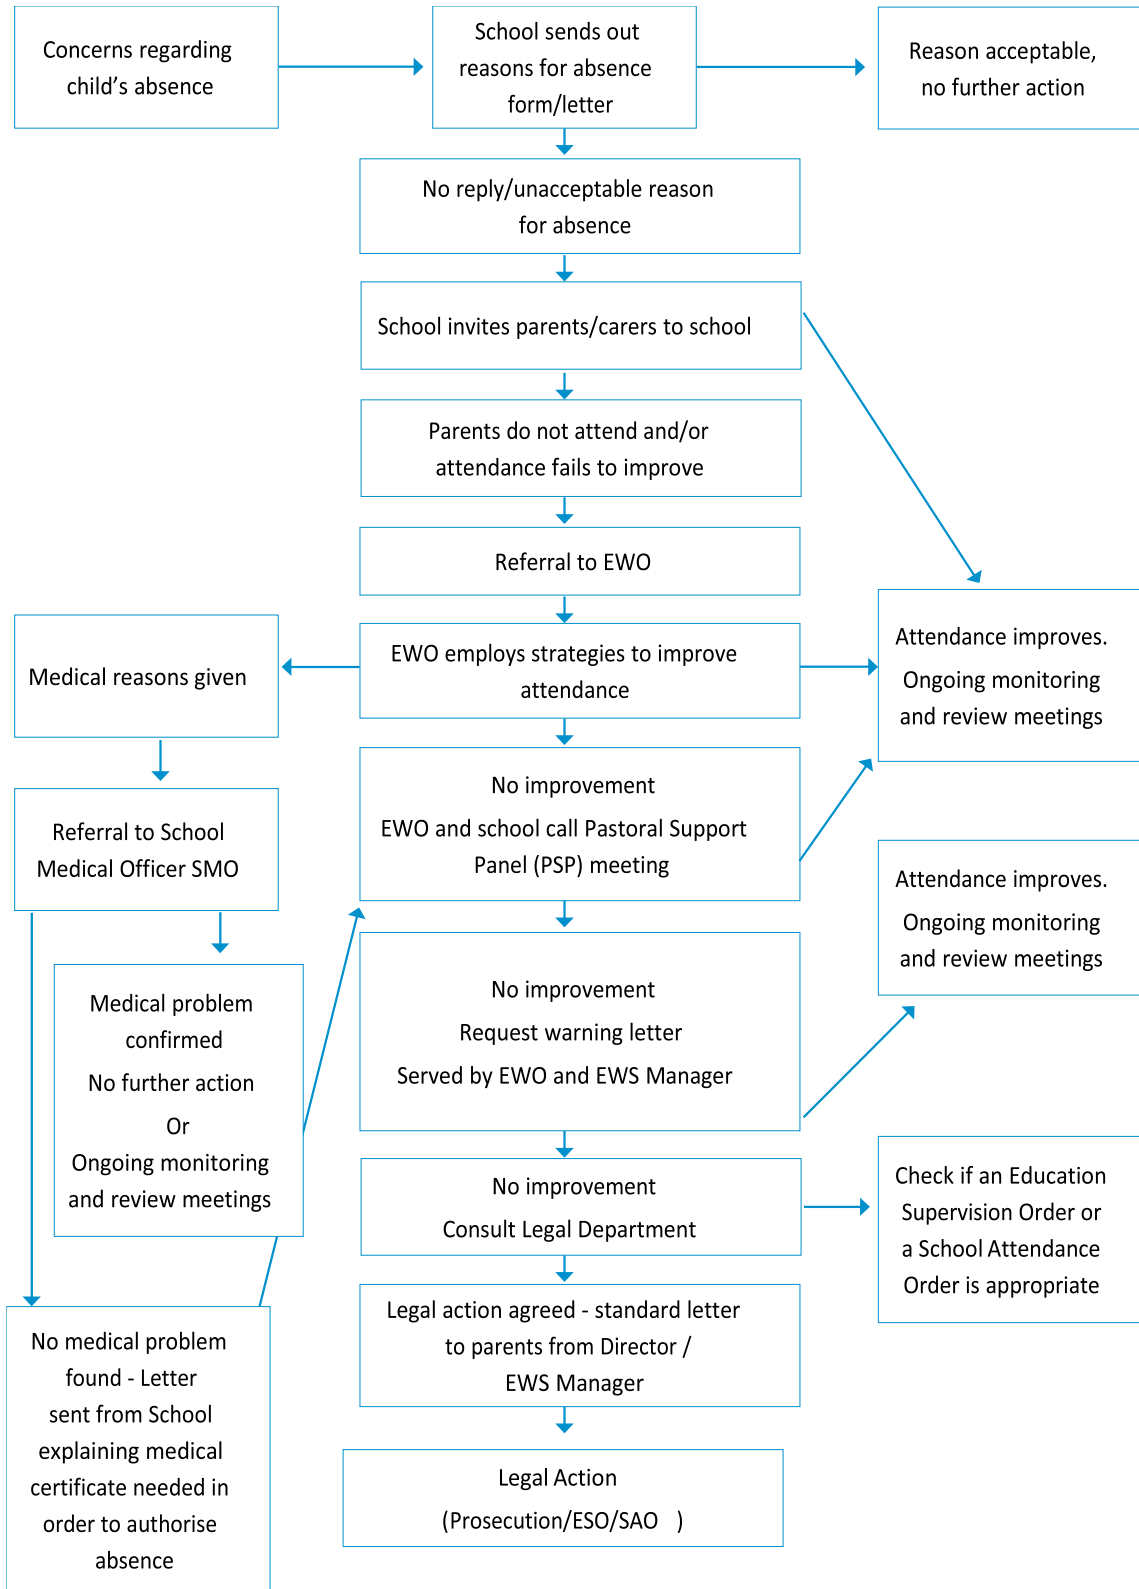 Concerns regarding
child's absence
School sends out
reasons for absence
form/letter
Reason acceptable,
no further action
No reply/unacceptable reason
for absence
School invites parents/carers to school
Parents do not attend and/or
attendance fails to improve
Referral to EWO
EWO employs strategies to improve
attendance
Medical reasons given
Attendance improves.
Ongoing monitoring
and review meetings
No improvement
EWO and school call Pastoral Support
Panel (PSP) meeting
Referral to School
Medical Officer SMO
Attendance improves.
Ongoing monitoring
and review meetings
No improvement
Request warning letter
Served by EWO and EWS Manager
Medical problem
confirmed
No further action
Or
Ongoing monitoring
and review meetings
No improvement
Consult Legal Department
Check if an Education
Supervision Order or
a School Attendance
Order is appropriate
Legal action agreed - standard letter
to parents from Director /
EWS Manager
No medical problem
found - Letter
sent from School
explaining medical
certificate needed in
order to authorise
absence
Legal Action
(Prosecution/ESO/SAO )